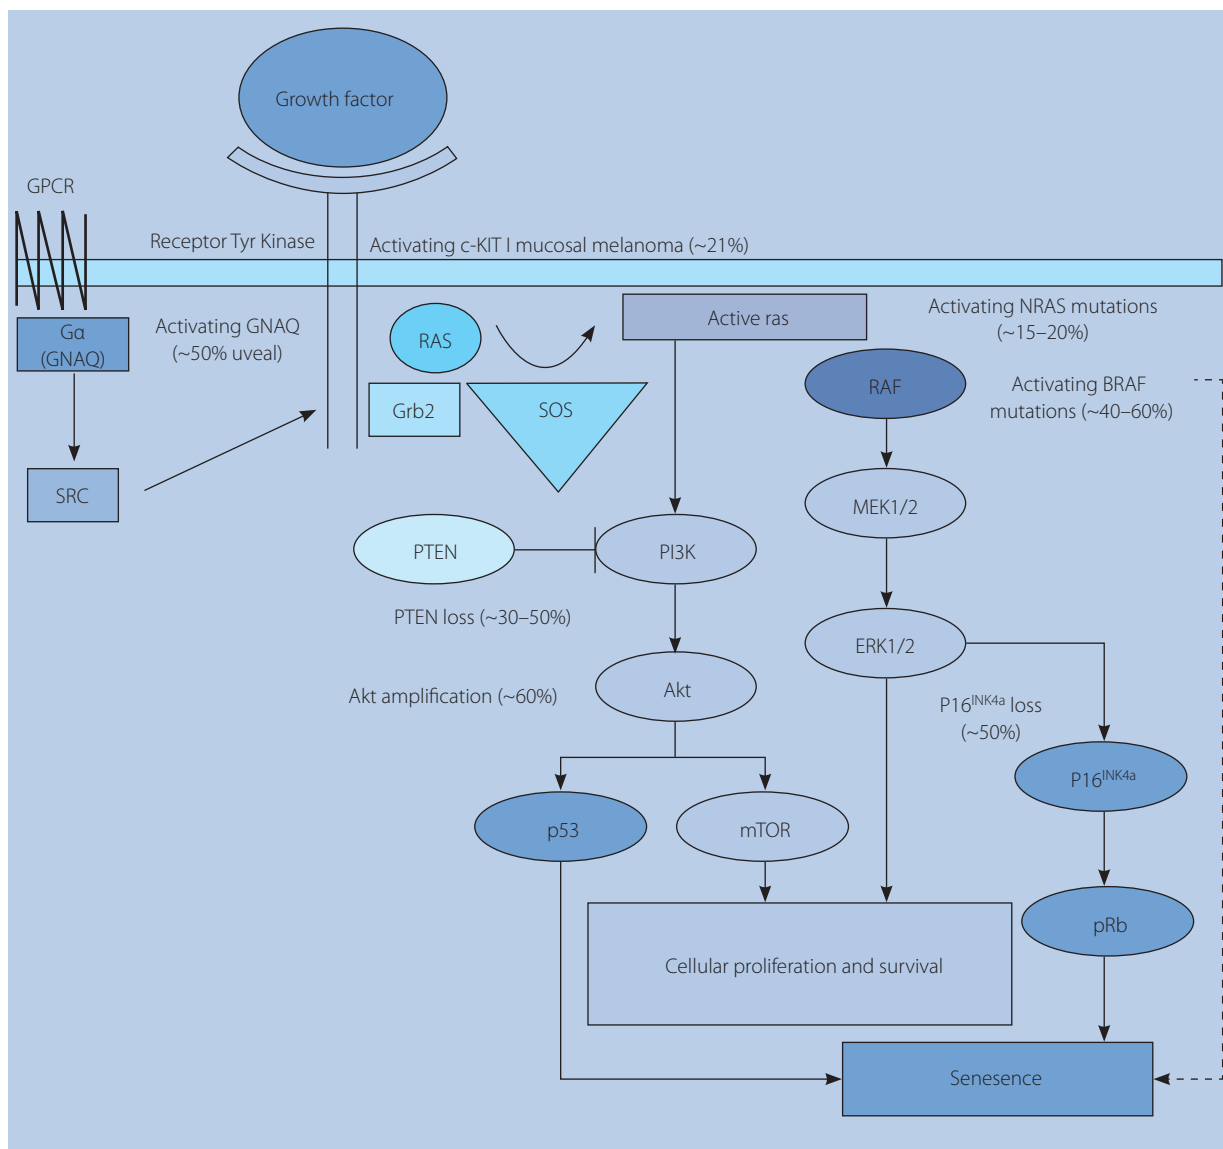 Growth factor
GPCR
Receptor Tyr Kinase
Activating c-KIT I mucosal melanoma (~21%)
Gα
(GNAQ)
Activating GNAQ
(~50% uveal)
RAS
Active ras
Activating NRAS mutations
(~15–20%)
Grb2
SOS
RAF
Activating BRAF
mutations (~40–60%)
SRC
MEK1/2
PTEN
PI3K
PTEN loss (~30–50%)
ERK1/2
Akt amplification (~60%)
Akt
P16INK4a loss
(~50%)
P16INK4a
p53
mTOR
pRb
Cellular proliferation and survival
Senesence